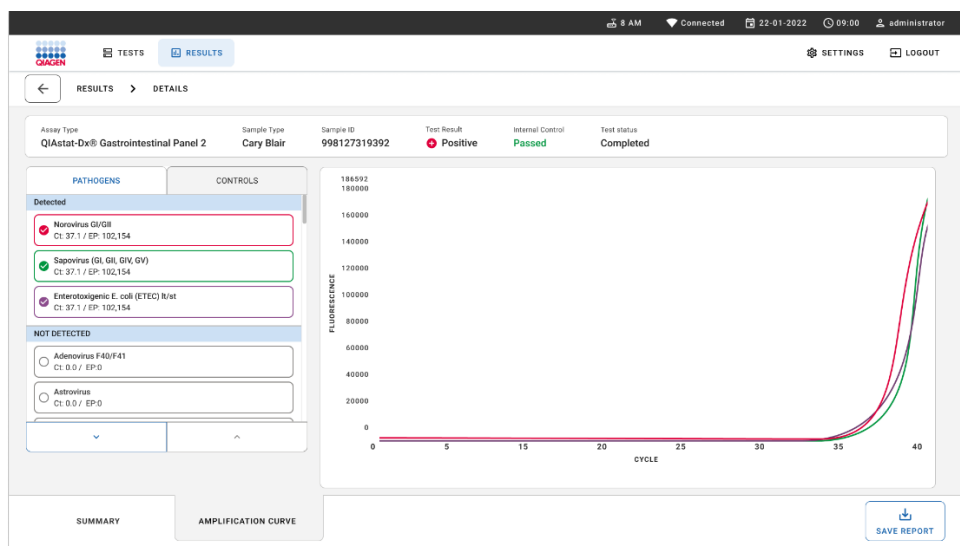 8 AM Connected 22-01-2022 09:00 administrator
QIAGEN TESTS RESULTS SETTINGS LOGOUT
RESULTS > DETAILS
Assay Type Sample Type Sample ID Test Result Internal Control Test status
QIAstat-Dx® Gastrointestinal Panel 2 Cary Blair 998127319392 Positive Passed Completed
PATHOGENS CONTROLS
Detected
Norovirus GI/GII
Ct: 37.1 / EP: 102,154
Sapovirus (GI, GII, GIV, GV)
Ct: 37.1 / EP: 102,154
Enterotoxigenic E. coli (ETEC) lt/st
Ct: 37.1 / EP: 102,154
NOT DETECTED
Adenovirus F40/F41
Ct: 0.0 / EP:0
Astrovirus
Ct: 0.0 / EP:0
186592
180000
160000
140000
120000
100000
80000
60000
40000
20000
0
FLUORESCENCE
0 5 15 20 25 30 35 40
CYCLE
SUMMARY AMPLIFICATION CURVE
SAVE REPORT